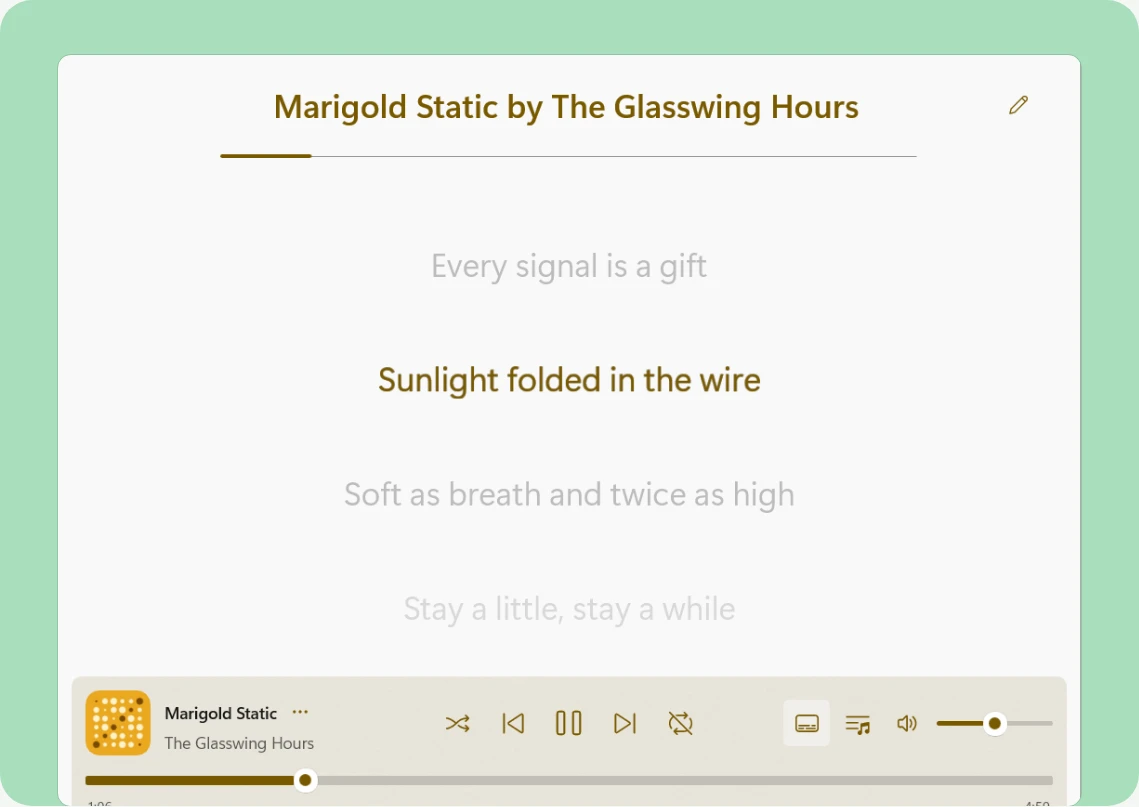 Marigold Static by The Glasswing Hours
Every signal is a gift
Sunlight folded in the wire
Soft as breath and twice as high
Stay a little, stay a while
Marigold Static
The Glasswing Hours